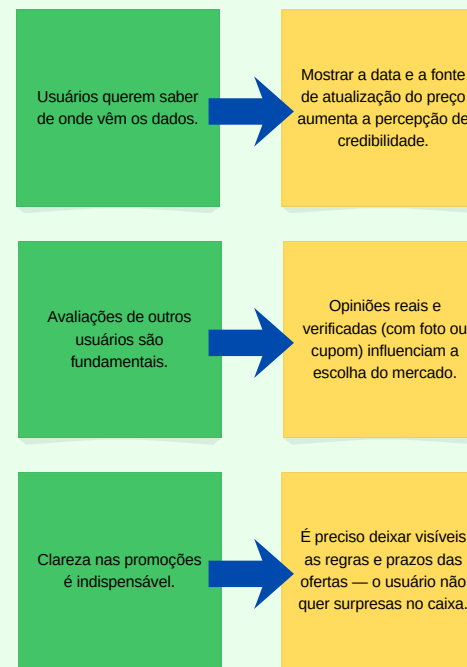 Usuários querem saber
de onde vêm os dados.
Mostrar a data e a fonte
de atualização do preço
aumenta a percepção de
credibilidade.
Avaliações de outros
usuários são
fundamentais.
Opiniões reais e
verificadas (com foto ou
cupom) influenciam a
escolha do mercado.
Clareza nas promoções
é indispensável.
É preciso deixar visíveis
as regras e prazos das
ofertas — o usuário não
quer surpresas no caixa.